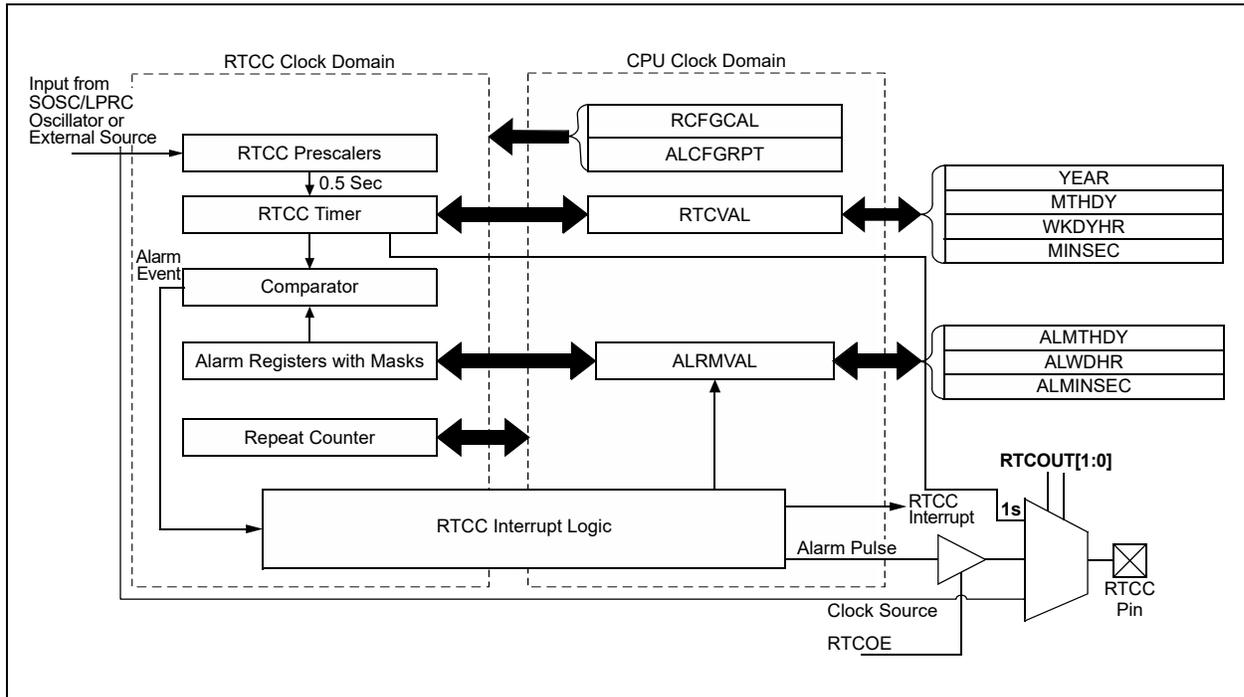 RTCC Clock Domain
CPU Clock Domain
Input from
SOSC/LPRC
Oscillator or
External Source
RCFGCAL
ALCFGRPT
RTCC Prescalers
0.5 Sec
RTCC Timer
RTCVAL
YEAR
MTHDY
WKDYHR
MINSEC
Alarm
Event
Comparator
Alarm Registers with Masks
ALRMVAL
ALMTHDY
ALWDHR
ALMINSEC
Repeat Counter
RTCOUT[1:0]
RTCC Interrupt Logic
RTCC
Interrupt
1s
Alarm Pulse
RTCC
Pin
Clock Source
RTCOE